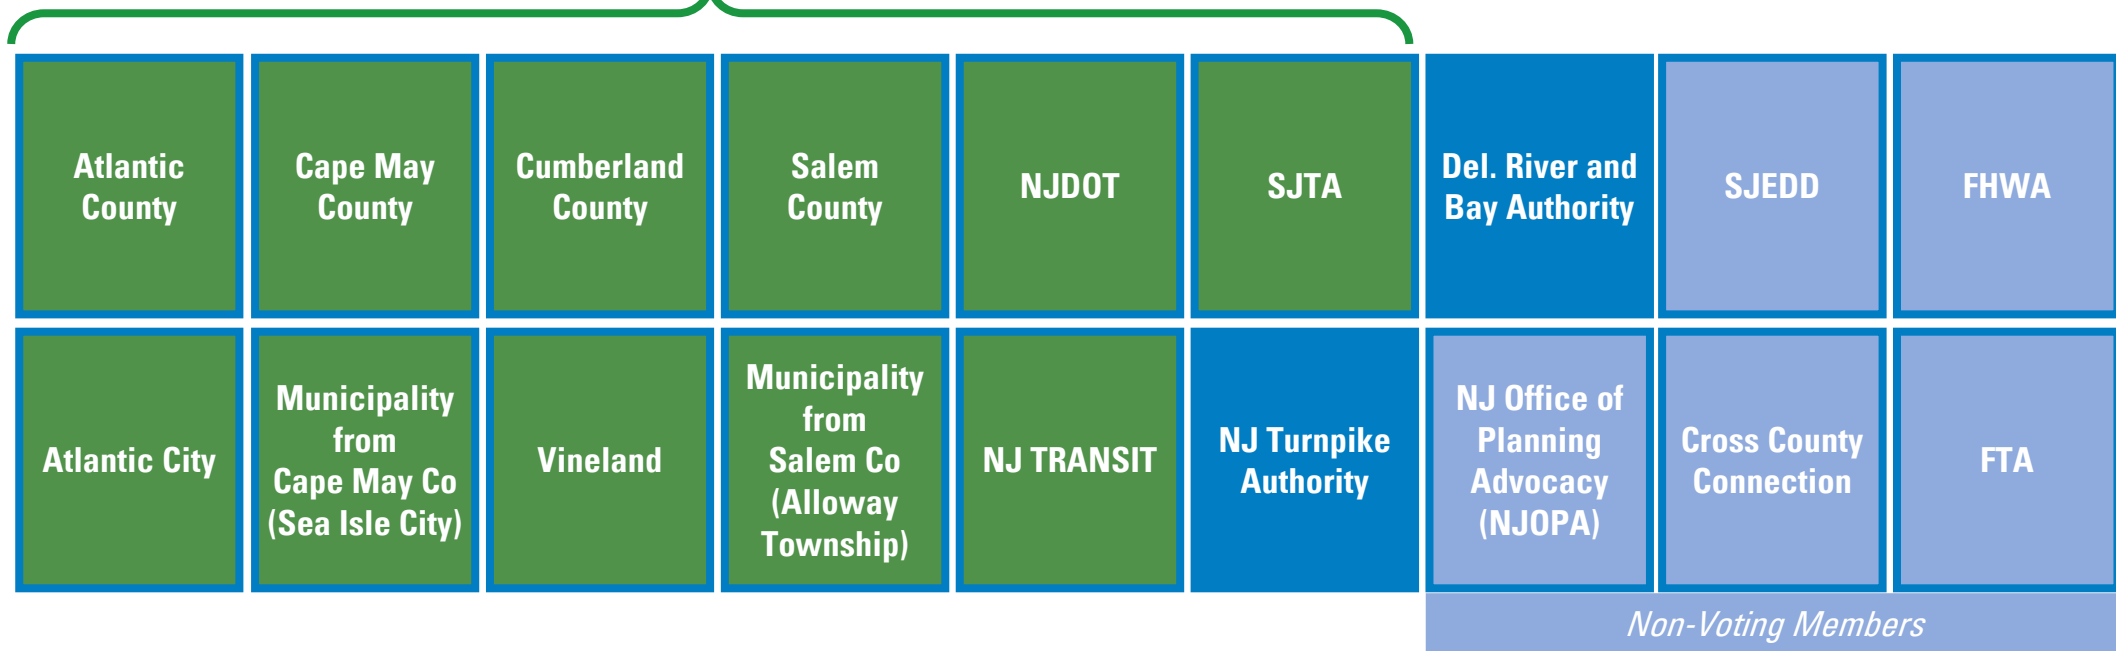 Atlantic
County
Cape May
County
Cumberland
County
Salem
County
NJDOT
SJTA
Del. River and
Bay Authority
SJEDD
FHWA
Atlantic City
Municipality
from
Cape May Co
(Sea Isle City)
Vineland
Municipality
from
Salem Co
(Alloway
Township)
NJ TRANSIT
NJ Turnpike
Authority
NJ Office of
Planning
Advocacy
(NJOPA)
Cross County
Connection
FTA
Non-Voting Members